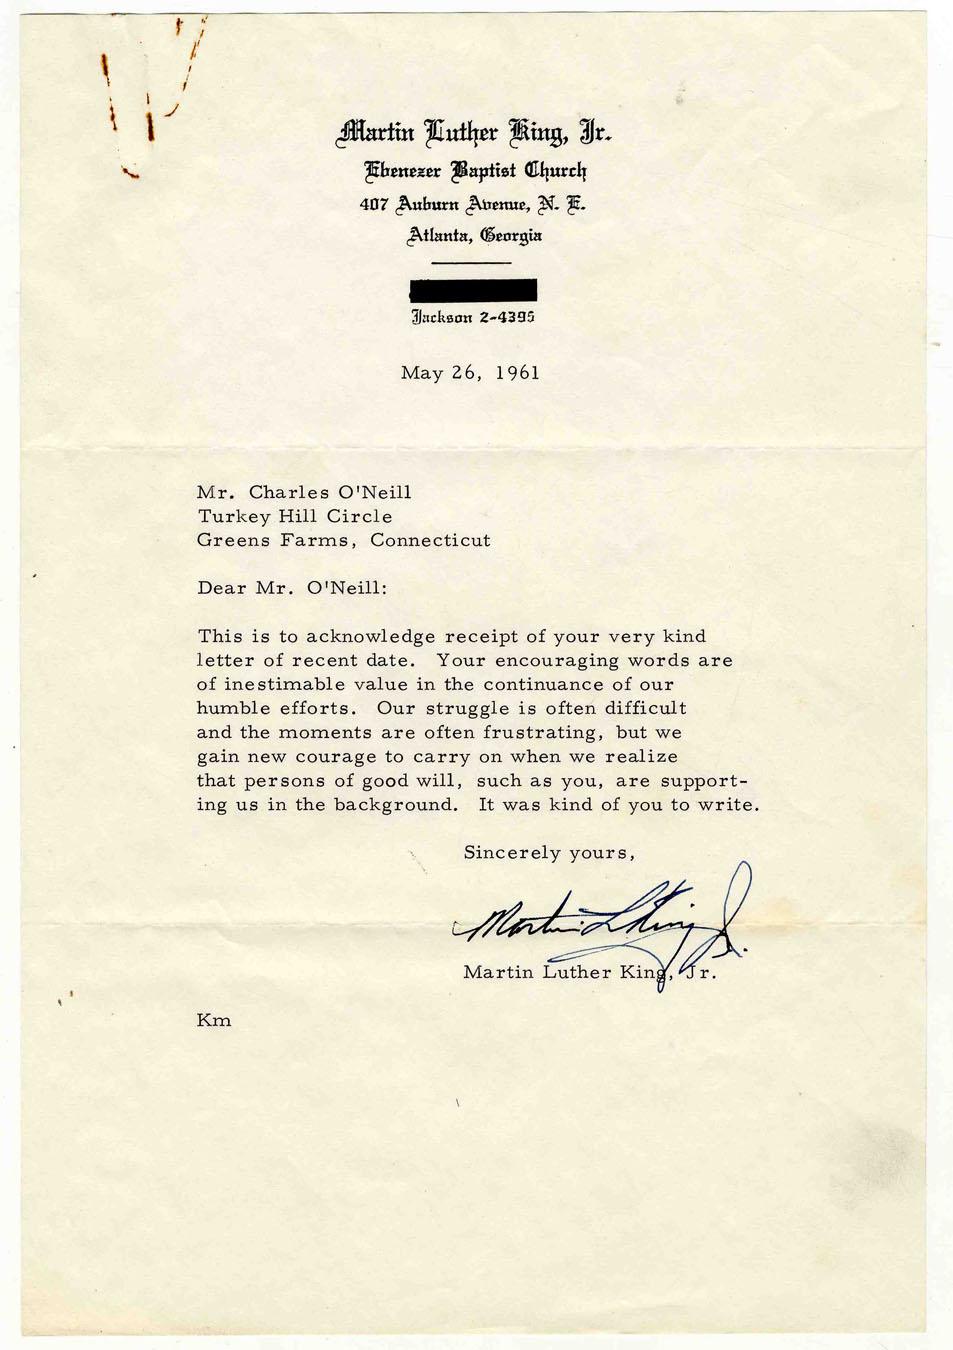 Martin Luther King, Jr.
Ebenezer Baptist Church
407 Auburn Avenue, N. E.
Atlanta, Georgia
Jackson 2-4395
May 26, 1961
Mr. Charles O'Neill
Turkey Hill Circle
Greens Farms, Connecticut
Dear Mr. O'Neill:
This is to acknowledge receipt of your very kind
letter of recent date. Your encouraging words are
of inestimable value in the continuance of our
humble efforts. Our struggle is often difficult
and the moments are often frustrating, but we
gain new courage to carry on when we realize
that persons of good will, such as you, are support-
ing us in the background. It was kind of you to write.
Sincerely yours,
Martin L King Jr.
Martin Luther King, Jr.
Km